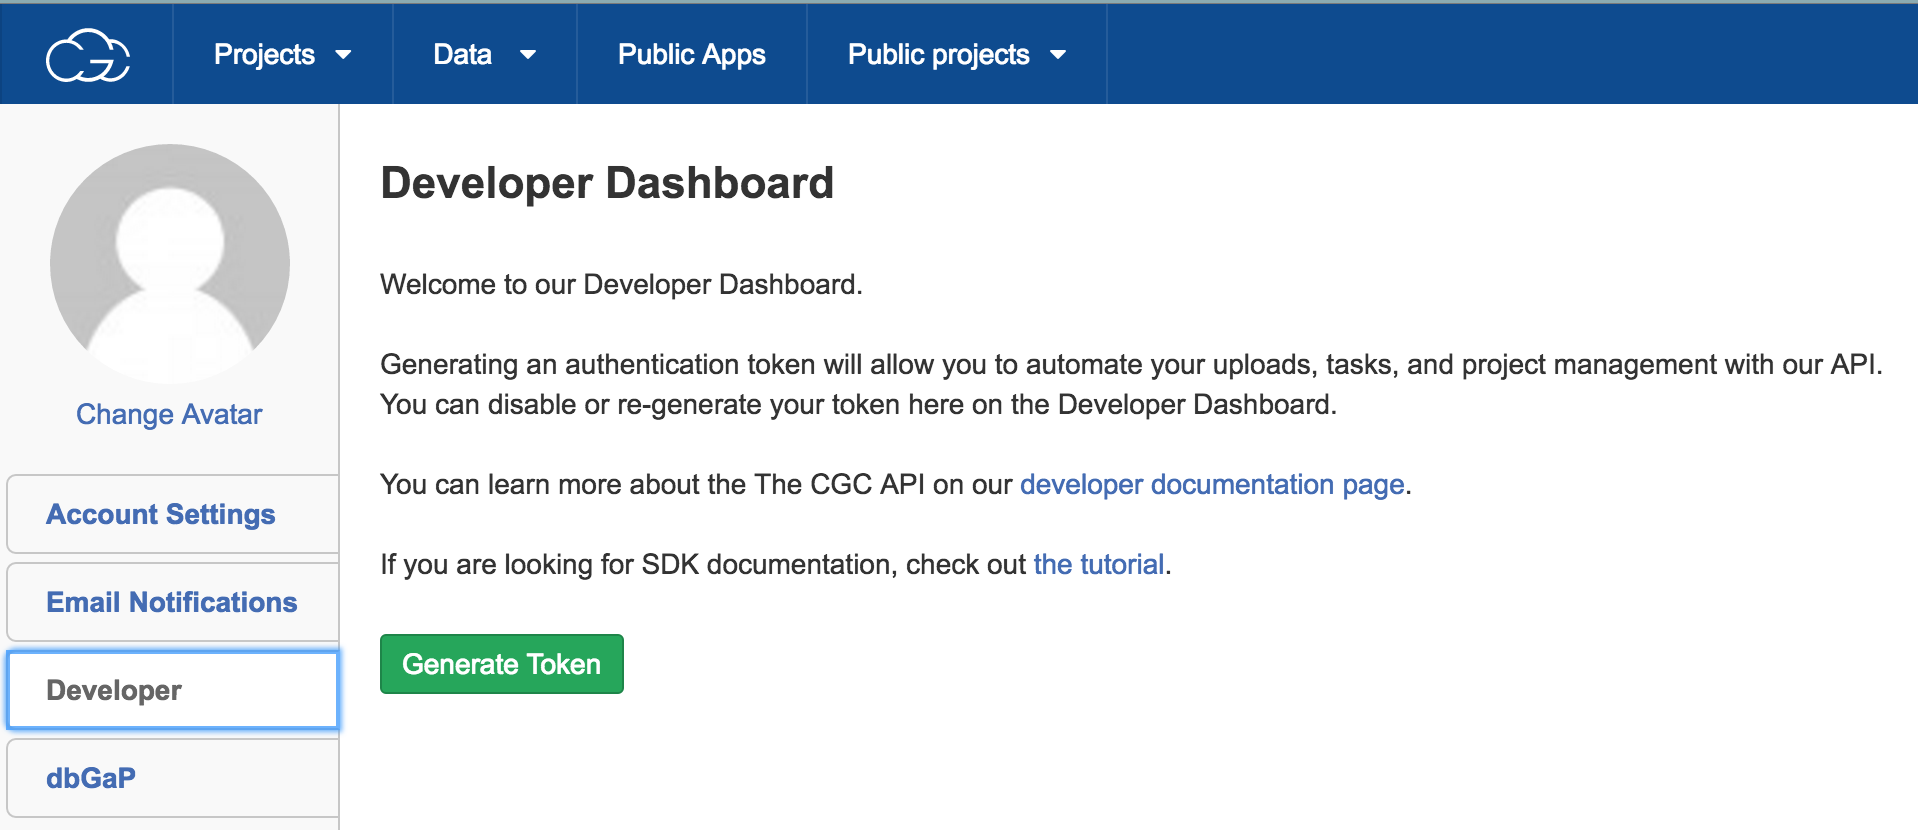 CGC
Projects
Data
Public Apps
Public projects
Change Avatar
Account Settings
Email Notifications
Developer
dbGaP
Developer Dashboard
Welcome to our Developer Dashboard.
Generating an authentication token will allow you to automate your uploads, tasks, and project management with our API.
You can disable or re-generate your token here on the Developer Dashboard.
You can learn more about the The CGC API on our developer documentation page.
If you are looking for SDK documentation, check out the tutorial.
Generate Token